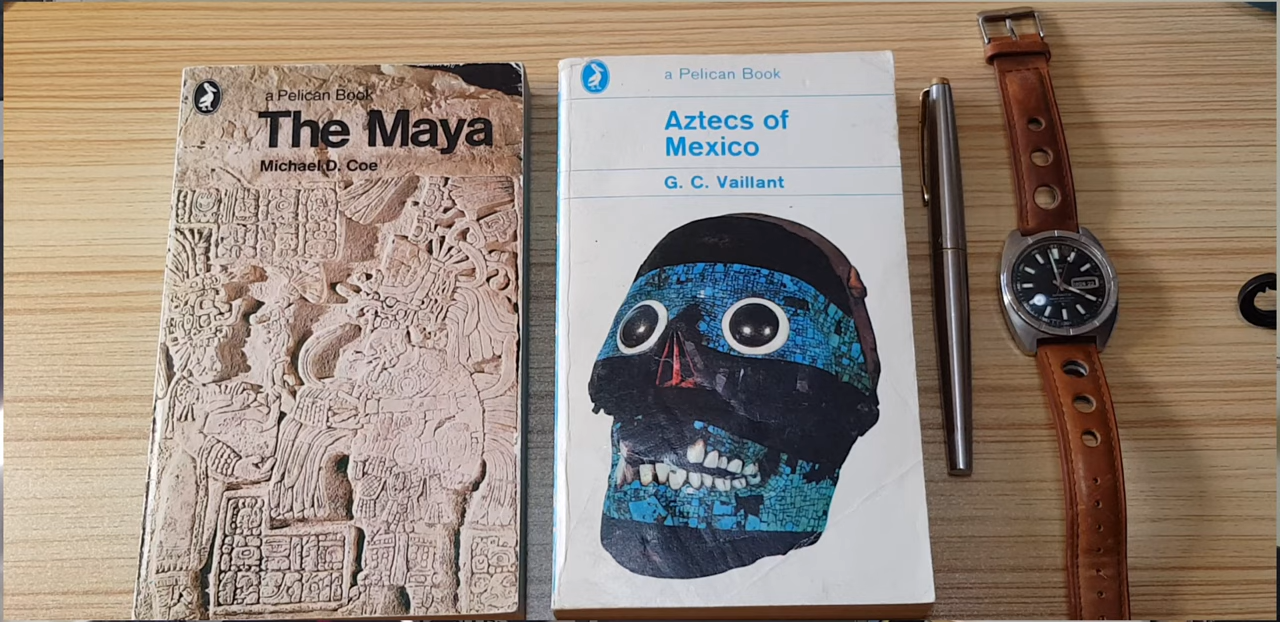 a Pelican Book
The Maya
Michael D. Coe
a Pelican Book
Aztecs of
Mexico
G. C. Vaillant